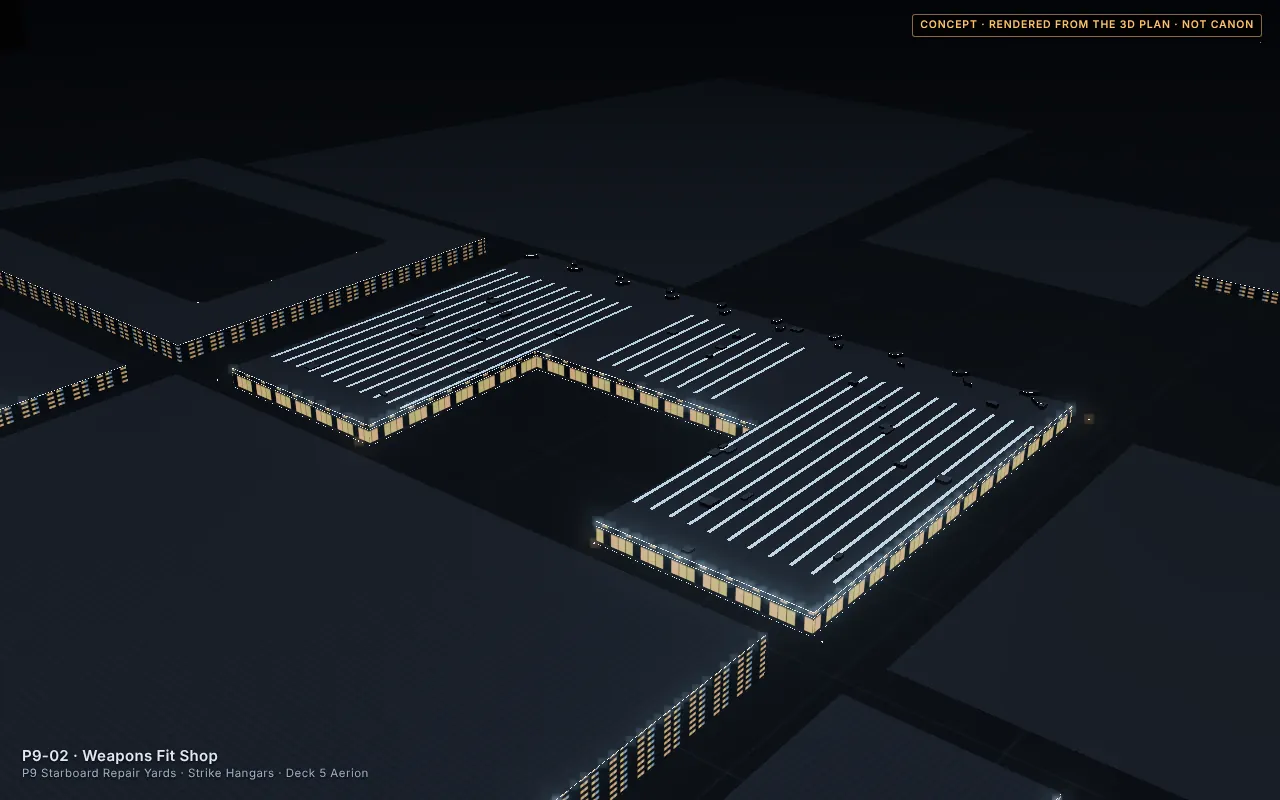 CONCEPT · RENDERED FROM THE 3D PLAN · NOT CANON
P9-02 · Weapons Fit Shop
P9 Starboard Repair Yards · Strike Hangars · Deck 5 Aerion